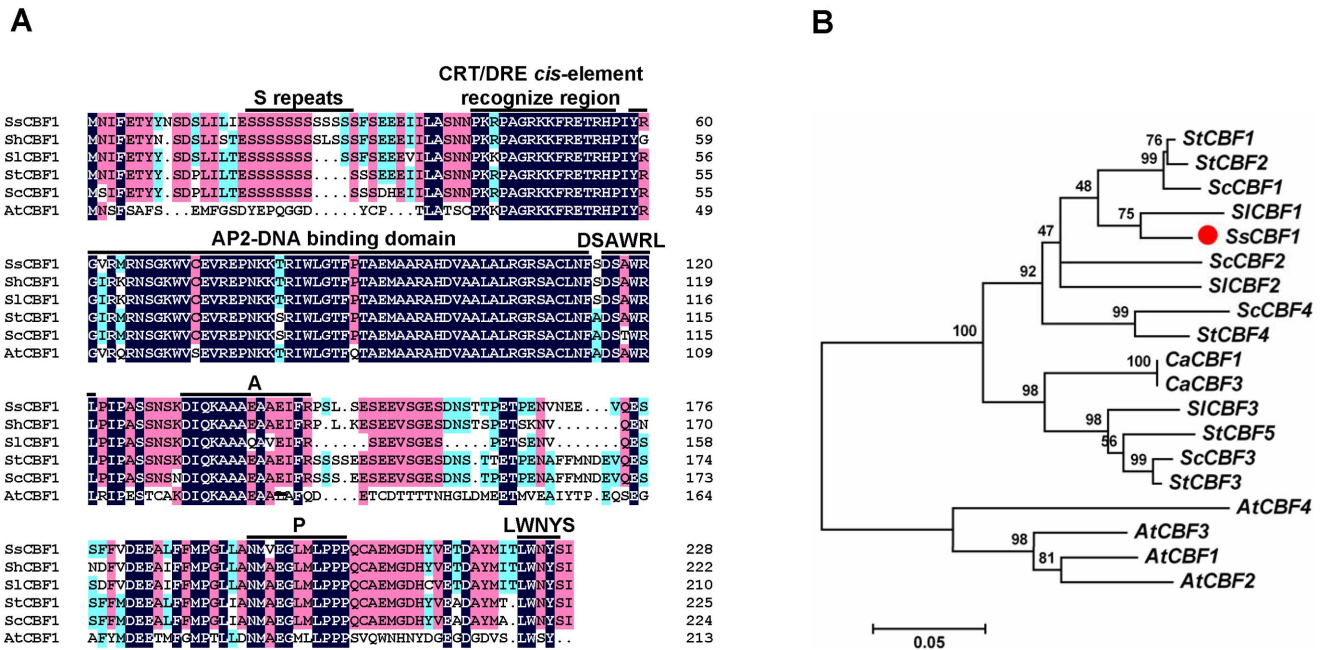 A
B
CRT/DRE cis-element
S repeats recognize region
SsCBF1 MNIFETYYNSDSLILIESSSSSSSSSSSSSFSEEEIILASNNPKRPAGRKKFRETRHPIYR 60
ShCBF1 MNIFETYN.SDSLISTESSSSSSSSSLSSSSFSEEEIILASNNPKRPAGRKKFRETRHPIYG 59
SlCBF1 MNIFETYY.SDSLILTESSSSSSSS...SSFSEEEVILASNNPKKPAGRKKFRETRHPIYR 56
StCBF1 MNIFETYY.SDPLILTESSSSSSSS....SSSEEEIILASNNPKRPAGRKKFRETRHPIYR 55
ScCBF1 MSIFETYY.SDPLILTESSSSSSSS....SSSDHEIILASNNPKRPAGRKKFRETRHPIYR 55
AtCBF1 MNSFSAFS...EMFGSDYEPQGGD.....YCP...TLATSCPKKPAGRKKFRETRHPIYR 49
AP2-DNA binding domain DSAWRL
SsCBF1 GVRMRNSGKWVCEVREPNKKTRIWLGTFPTAEMAARAHDVAALALRGRSACLNFSDSAWR 120
ShCBF1 GIRKRNSGKWVCEVREPNKKTRIWLGTFPTAEMAARAHDVAALALRGRSACLNFSDSAWR 119
SlCBF1 GIRKRNSGKWVCEVREPNKKTRIWLGTFPTAEMAARAHDVAALALRGRSACLNFSDSAWR 116
StCBF1 GIRMRNSGKWVCEVREPNKKSRIWLGTFPTAEMAARAHDVAALALRGRSACLNFADSAWR 115
ScCBF1 GIRMRNSGKWVCEVREPNKKSRIWLGTFPTAEMAARAHDVAALALRGRSACLNFADSTWR 115
AtCBF1 GVRQRNSGKWVSEVREPNKKTRIWLGTFQTAEMAARAHDVAALALRGRSACLNFADSAWR 109
A
SsCBF1 LPIPASSNSKDIQKAAAEAAEIFRPSL.SESEEVSGESDNSTTPETPENVNEE...VQES 176
ShCBF1 LPIPASSNSKDIQKAAAEAAEIFRP.L.KESEEVSGESDNSTSPETSKNV......QEN 170
SlCBF1 LPIPASSNSKDIQKAAAQAVEIFR......SEEVSGES.....PETSENV......QES 158
StCBF1 LPIPASSNSKDIQKAAAEAAEIFRSSSSEESEEVSGESDNS.TTETPENAFFMNDEVQES 174
ScCBF1 LPIPASSNSNDIQKAAAEAAEIFRSSS.EESEEVSGESDNS.TPETPENAFFMNDEVQES 173
AtCBF1 LRIPESTCAKDIQKAAAEAALAFQD....ETCDTTTTNHGLDMEETMVEAIYTP.EQSEG 164
P LWNYS
SsCBF1 SFFVDEEALFFMPGLLANMVEGLMLPPPQCAEMGDHYVETDAYMITLWNYSI 228
ShCBF1 NDFVDEEAIFFMPGLLANMAEGLMLPPPQCAEMGDHYVETDAYMITLWNYSI 222
SlCBF1 SDFVDEEAIFFMPGLLANMAEGLMLPPPQCAEMGDHCVETDAYMITLWNYSI 210
StCBF1 SFFMDEEALFFMPGLIANMAEGLMLPPPQCAEMGDHYVEADAYMT.LWNYSI 225
ScCBF1 SFFMDEEALFFMPGLIANMAEGLMLPPPQCAEMGDHYVEADAYMT.LWNYSI 224
AtCBF1 AFYMDEETMFGMPTLLDNMAEGMLLPPPSVQWNHNYDGEGDGDVS.LWSY.. 213
76 StCBF1
99 StCBF2
48 ScCBF1
75 SlCBF1
47 SsCBF1
92 ScCBF2
SlCBF2
99 ScCBF4
100 StCBF4
100 CaCBF1
CaCBF3
98 SlCBF3
98 StCBF5
56 ScCBF3
99 StCBF3
AtCBF4
98 AtCBF3
81 AtCBF1
AtCBF2
0.05